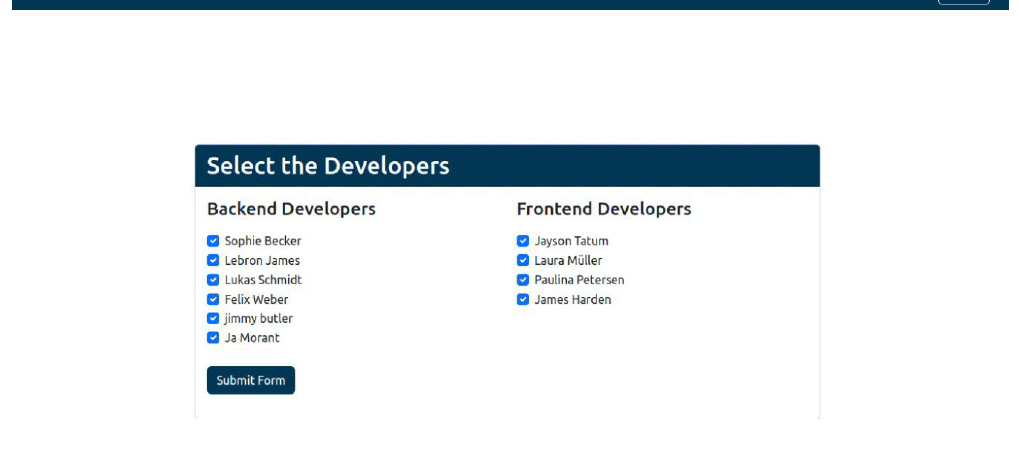 Select the Developers
Backend Developers
Sophie Becker
Lebron James
Lukas Schmidt
Felix Weber
jimmy butler
Ja Morant
Frontend Developers
Jayson Tatum
Laura Müller
Paulina Petersen
James Harden
Submit Form